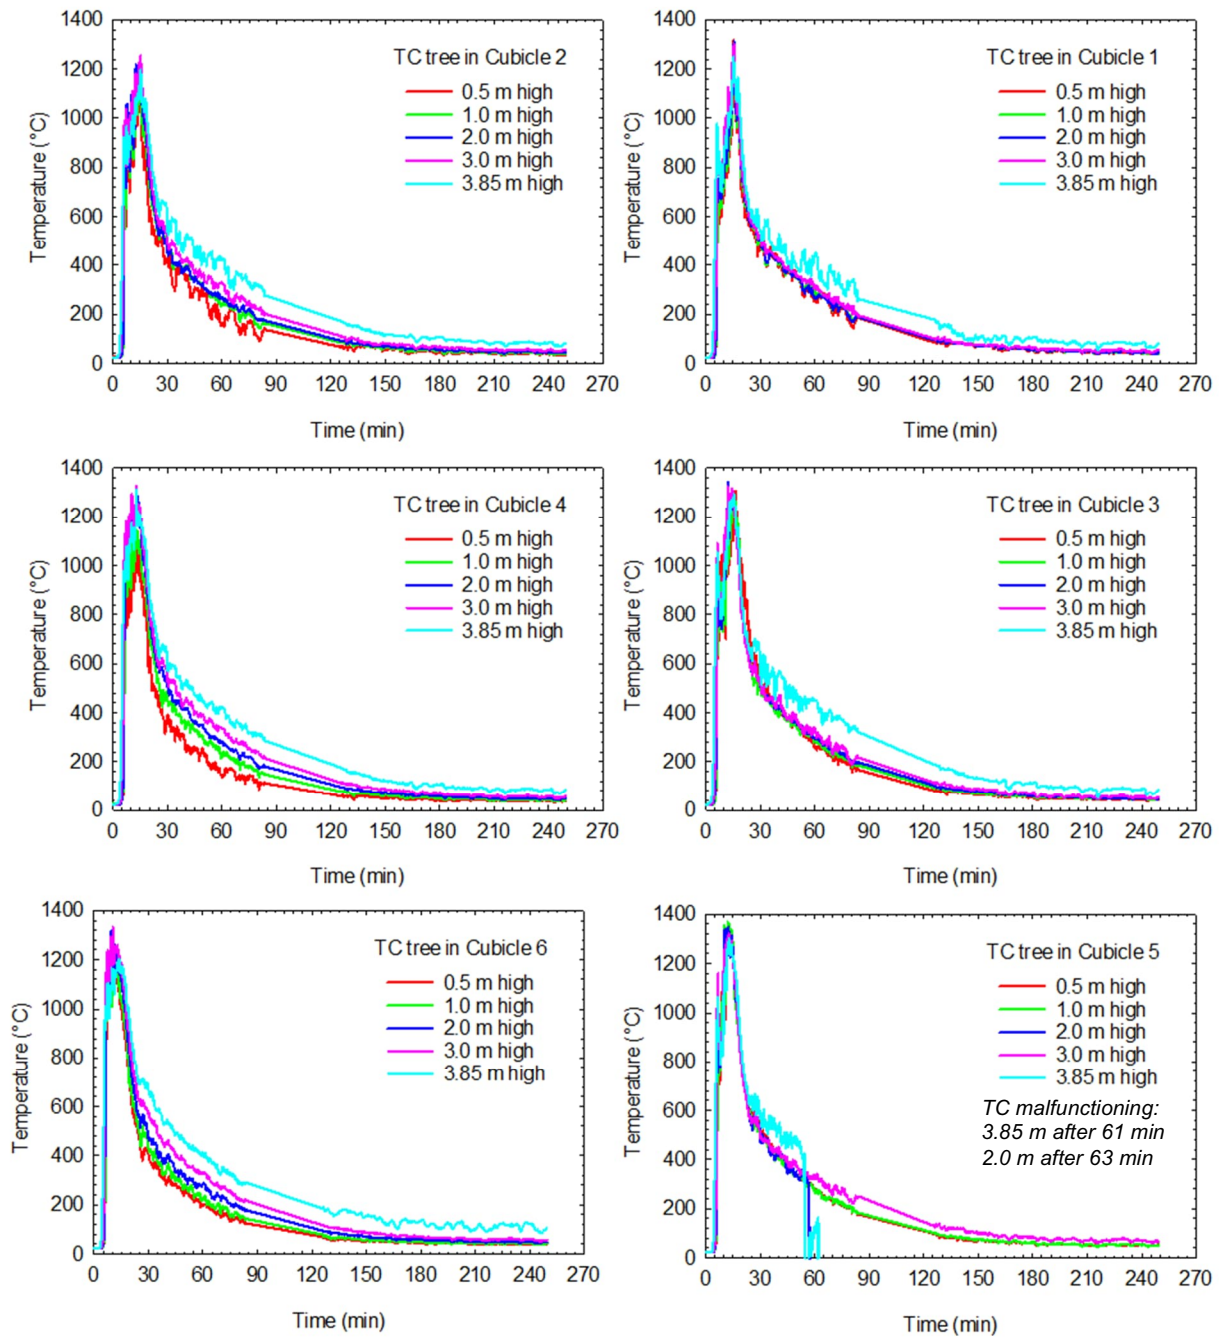 1400
1200
1000
800
600
400
200
0
Temperature (°C)
TC tree in Cubicle 2
0.5 m high
1.0 m high
2.0 m high
3.0 m high
3.85 m high
0 30 60 90 120 150 180 210 240 270
Time (min)
1400
1200
1000
800
600
400
200
0
Temperature (°C)
TC tree in Cubicle 1
0.5 m high
1.0 m high
2.0 m high
3.0 m high
3.85 m high
0 30 60 90 120 150 180 210 240 270
Time (min)
1400
1200
1000
800
600
400
200
0
Temperature (°C)
TC tree in Cubicle 4
0.5 m high
1.0 m high
2.0 m high
3.0 m high
3.85 m high
0 30 60 90 120 150 180 210 240 270
Time (min)
1400
1200
1000
800
600
400
200
0
Temperature (°C)
TC tree in Cubicle 3
0.5 m high
1.0 m high
2.0 m high
3.0 m high
3.85 m high
0 30 60 90 120 150 180 210 240 270
Time (min)
1400
1200
1000
800
600
400
200
0
Temperature (°C)
TC tree in Cubicle 6
0.5 m high
1.0 m high
2.0 m high
3.0 m high
3.85 m high
0 30 60 90 120 150 180 210 240 270
Time (min)
1400
1200
1000
800
600
400
200
0
Temperature (°C)
TC tree in Cubicle 5
0.5 m high
1.0 m high
2.0 m high
3.0 m high
3.85 m high
TC malfunctioning:
3.85 m after 61 min
2.0 m after 63 min
0 30 60 90 120 150 180 210 240 270
Time (min)